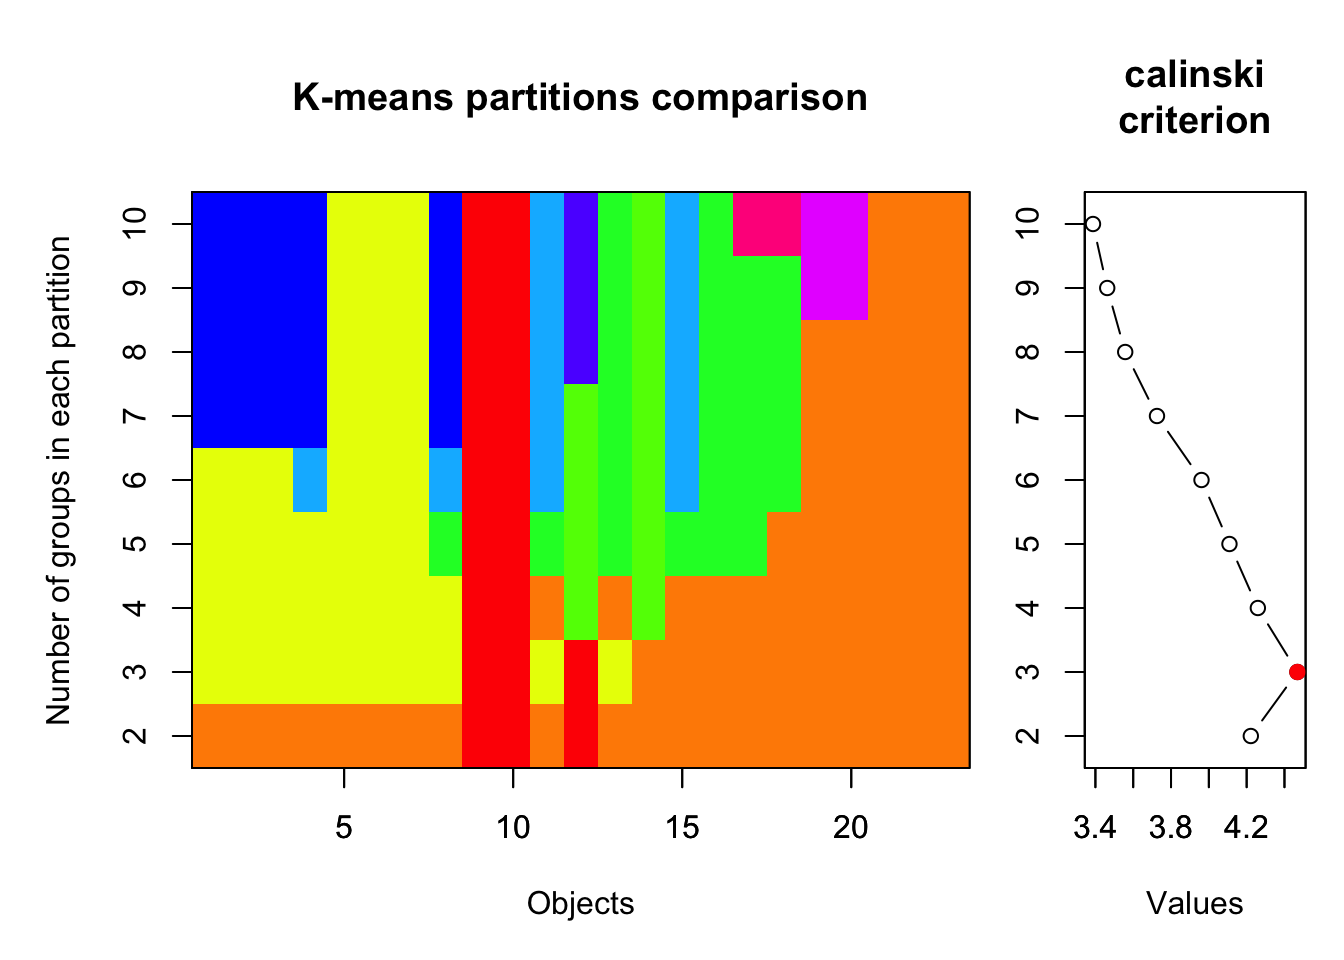 K-means partitions comparison
calinski
criterion
Number of groups in each partition
10
9
8
7
6
5
4
3
2
5 10 15 20
Objects
10
9
8
7
6
5
4
3
2
3.4 3.8 4.2
Values